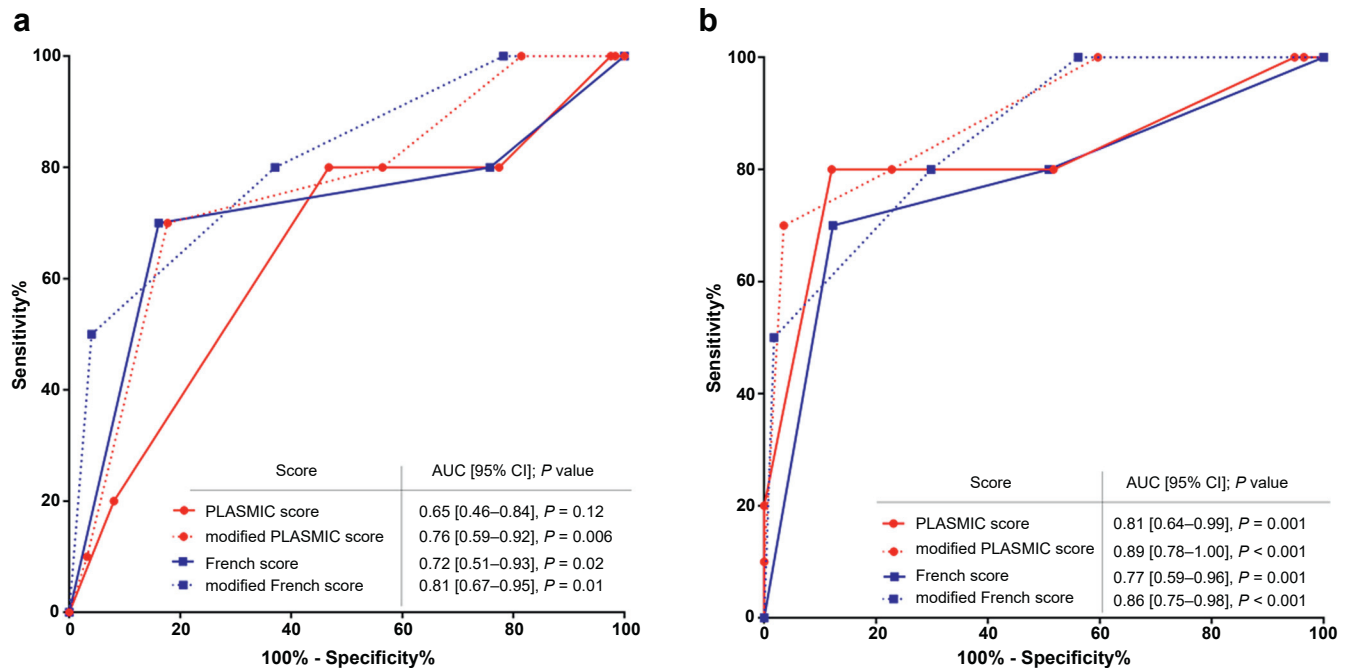 a
100
80
60
40
20
0
Sensitivity%
0 20 40 60 80 100
100% - Specificity%
Score AUC [95% CI]; P value
PLASMIC score 0.65 [0.46–0.84], P = 0.12
modified PLASMIC score 0.76 [0.59–0.92], P = 0.006
French score 0.72 [0.51–0.93], P = 0.02
modified French score 0.81 [0.67–0.95], P = 0.01
b
100
80
60
40
20
0
Sensitivity%
0 20 40 60 80 100
100% - Specificity%
Score AUC [95% CI]; P value
PLASMIC score 0.81 [0.64–0.99], P = 0.001
modified PLASMIC score 0.89 [0.78–1.00], P < 0.001
French score 0.77 [0.59–0.96], P = 0.001
modified French score 0.86 [0.75–0.98], P < 0.001